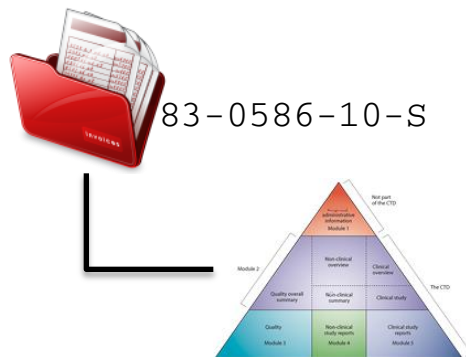 83-0586-10-S
invoices
Not part
of the CTD
administrative
information
Module 1
Module 2
Non-clinical
overview
Clinical
overview
The CTD
Quality overall
summary
Non-clinical
summary
Clinical study
Quality
Non-clinical
study reports
Clinical study
reports
Module 3
Module 4
Module 5